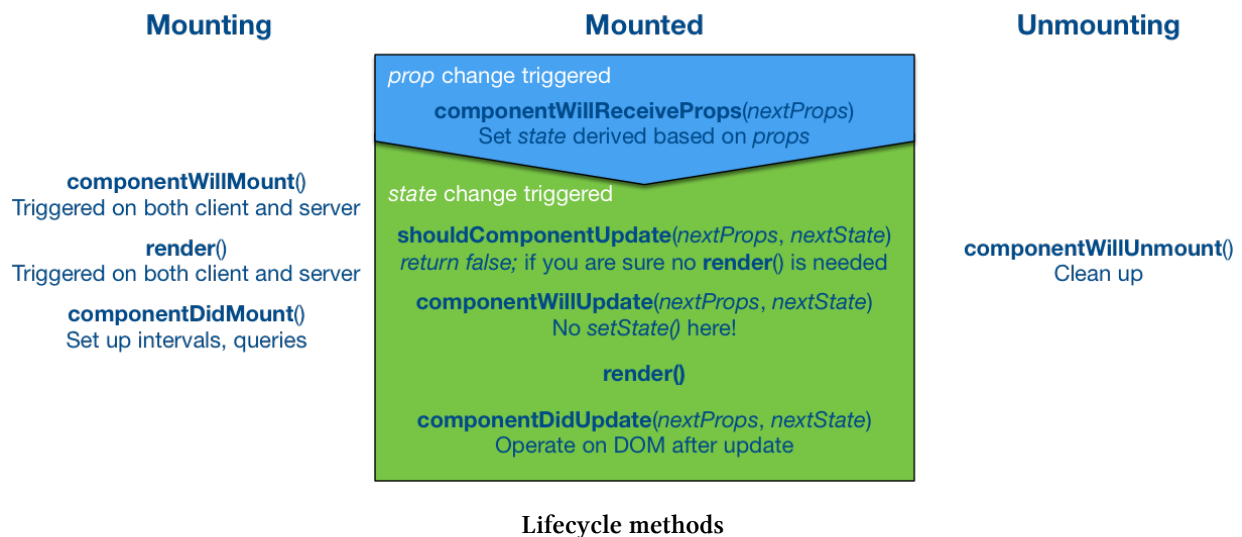 Mounting
Mounted
Unmounting
componentWillMount()
Triggered on both client and server
render()
Triggered on both client and server
componentDidMount()
Set up intervals, queries
prop change triggered
componentWillReceiveProps(nextProps)
Set state derived based on props
state change triggered
shouldComponentUpdate(nextProps, nextState)
return false; if you are sure no render() is needed
componentWillUpdate(nextProps, nextState)
No setState() here!
render()
componentDidUpdate(nextProps, nextState)
Operate on DOM after update
componentWillUnmount()
Clean up
Lifecycle methods